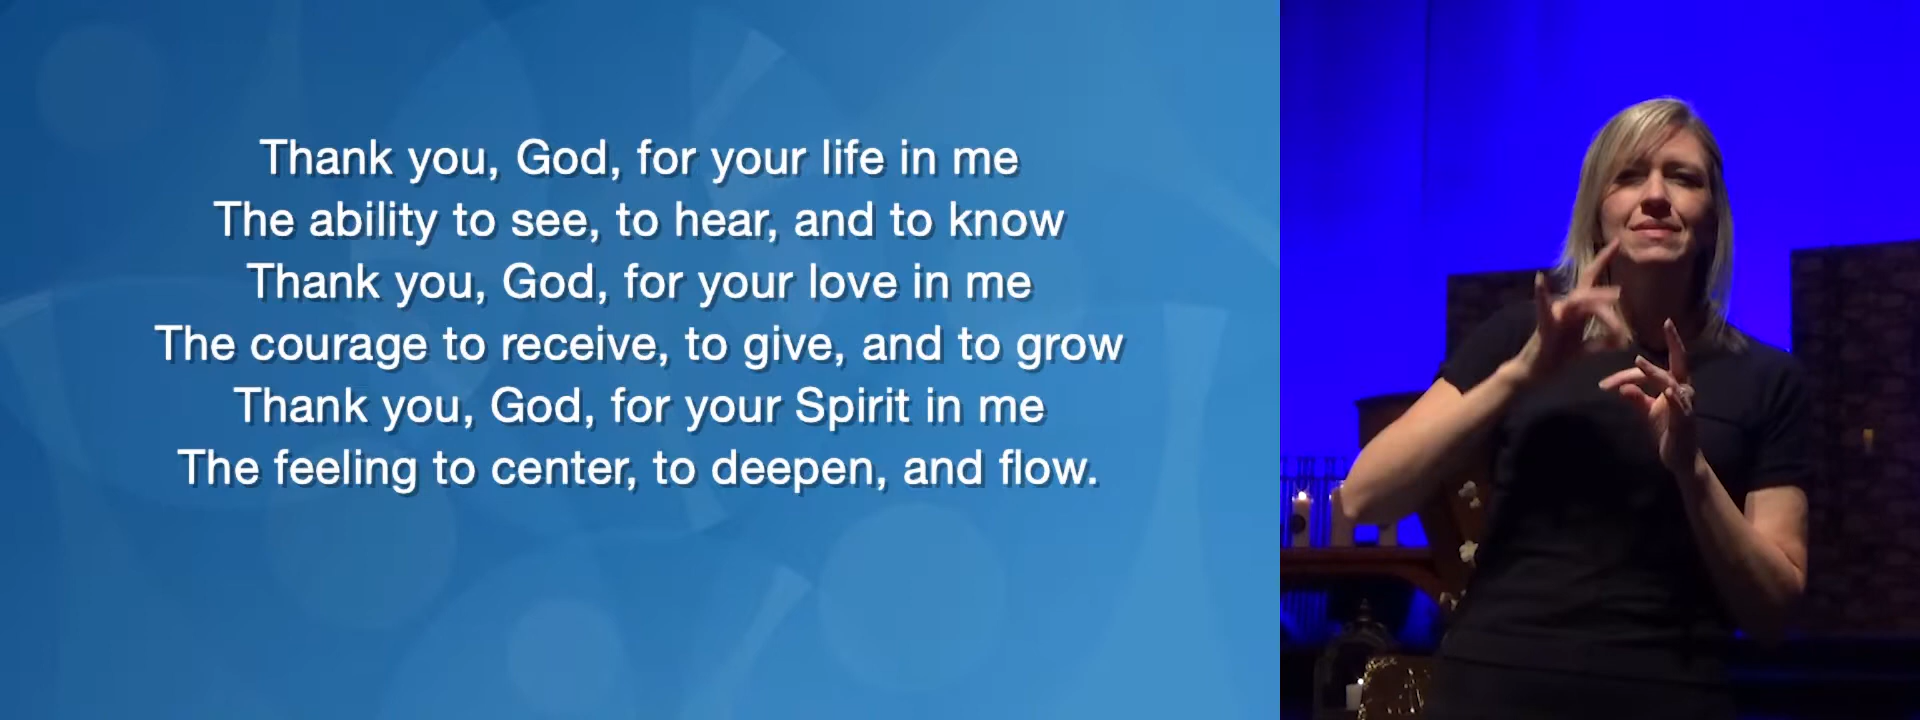 Thank you, God, for your life in me
The ability to see, to hear, and to know
Thank you, God, for your love in me
The courage to receive, to give, and to grow
Thank you, God, for your Spirit in me
The feeling to center, to deepen, and flow.